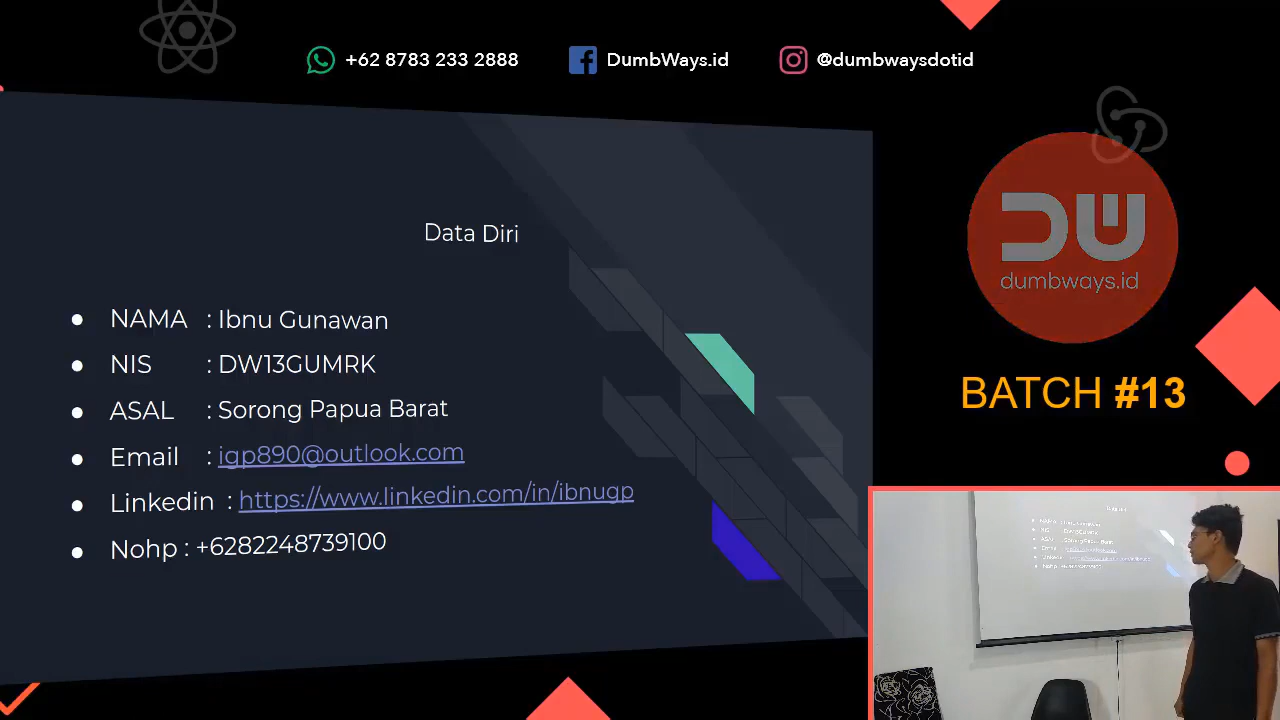 +62 8783 233 2888 DumbWays.id @dumbwaysdotid
Data Diri
NAMA : Ibnu Gunawan
NIS : DW13GUMRK
ASAL : Sorong Papua Barat
Email : igp890@outlook.com
Linkedin : https://www.linkedin.com/in/ibnugp
Nohp : +6282248739100
DW
dumbways.id
BATCH #13